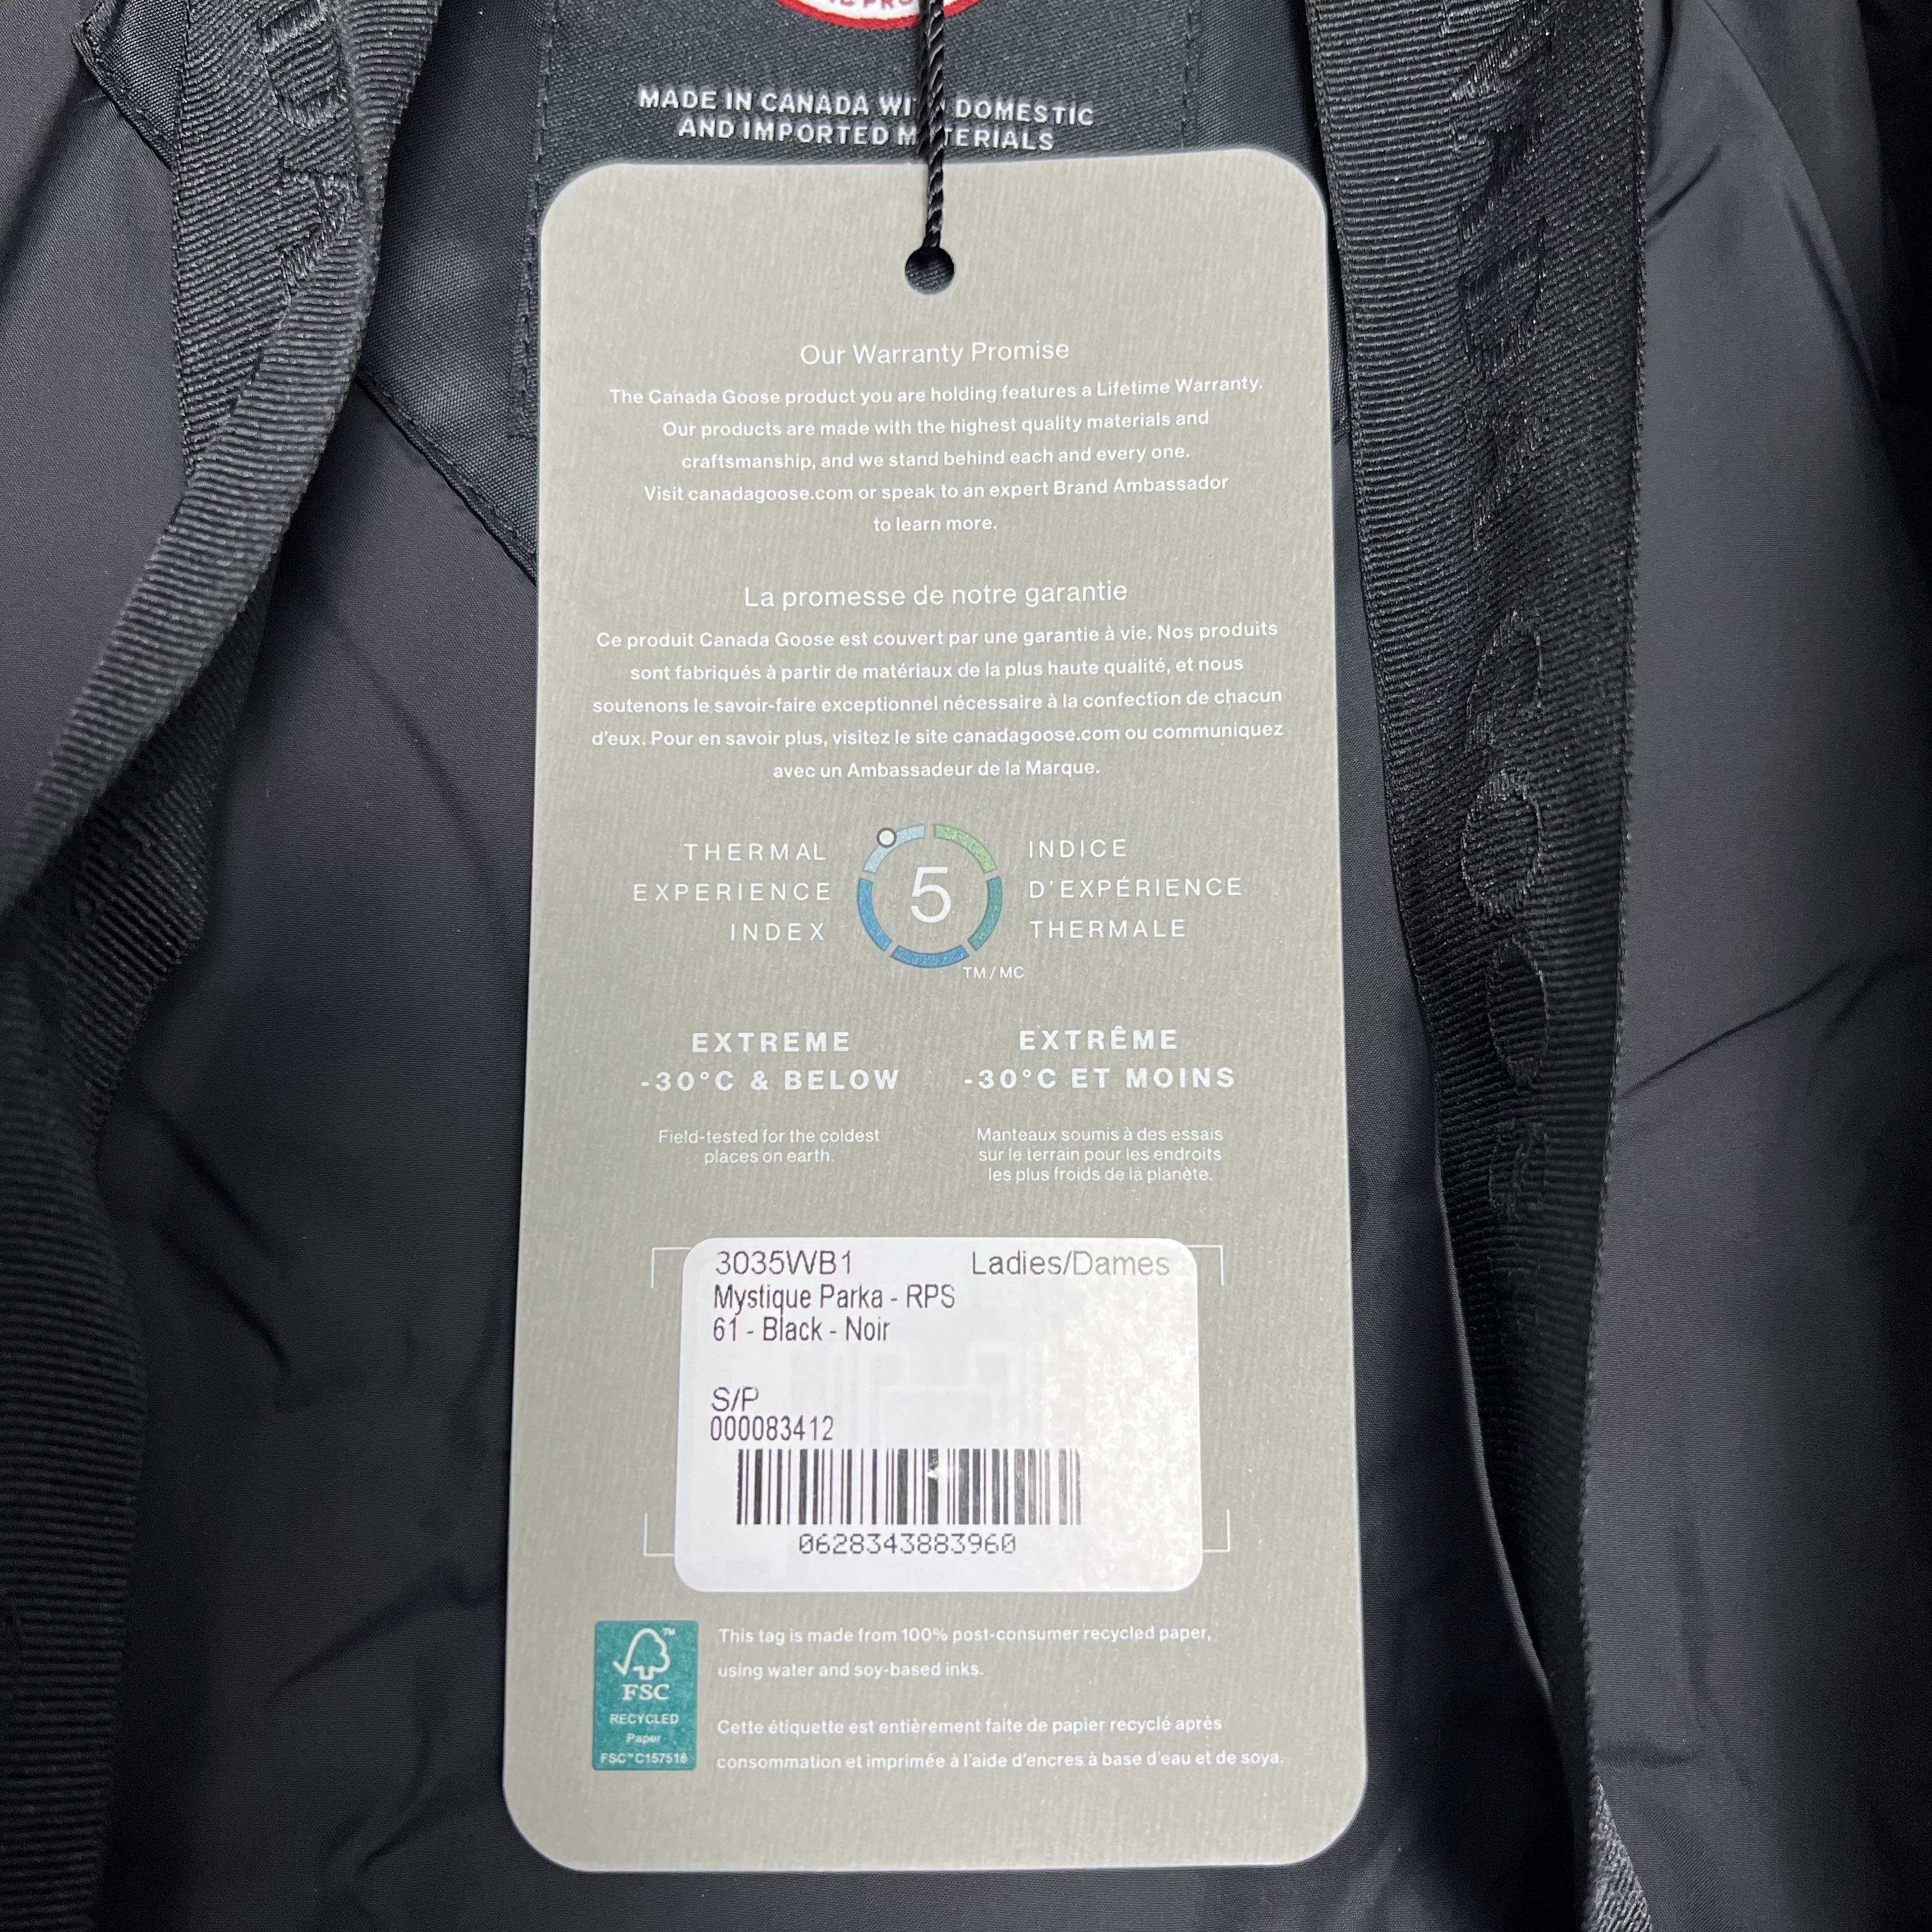 MADE IN CANADA WI DOMESTIC
AND IMPORTED M TERIALS
Our Warranty Promise
The Canada Goose product you are holding features a Lifetime Warranty.
Our products are made with the highest quality materials and
craftsmanship, and we stand behind each and every one.
Visit canadagoose.com or speak to an expert Brand Ambassador
to learn more.
La promesse de notre garantie
Ce produit Canada Goose est couvert par une garantie à vie. Nos produits
sont fabriqués à partir de matériaux de la plus haute qualité, et nous
soutenons le savoir-faire exceptionnel nécessaire à la confection de chacun
d'eux. Pour en savoir plus, visitez le site canadagoose.com ou communiquez
avec un Ambassadeur de la Marque.
THERMAL
EXPERIENCE
INDEX
5
TM/MC
INDICE
D'EXPÉRIENCE
THERMALE
EXTREME
-30°C & BELOW
Field-tested for the coldest
places on earth.
EXTRÊME
-30°C ET MOINS
Manteaux soumis à des essais
sur le terrain pour les endroits
les plus froids de la planète.
3035WB1 Ladies/Dames
Mystique Parka - RPS
61 - Black - Noir
S/P
000083412
0628343883960
FSC™
RECYCLED
Paper
FSC™C157518
This tag is made from 100% post-consumer recycled paper,
using water and soy-based inks.
Cette étiquette est entièrement faite de papier recyclé après
consommation et imprimée à l'aide d'encres à base d'eau et de soya.